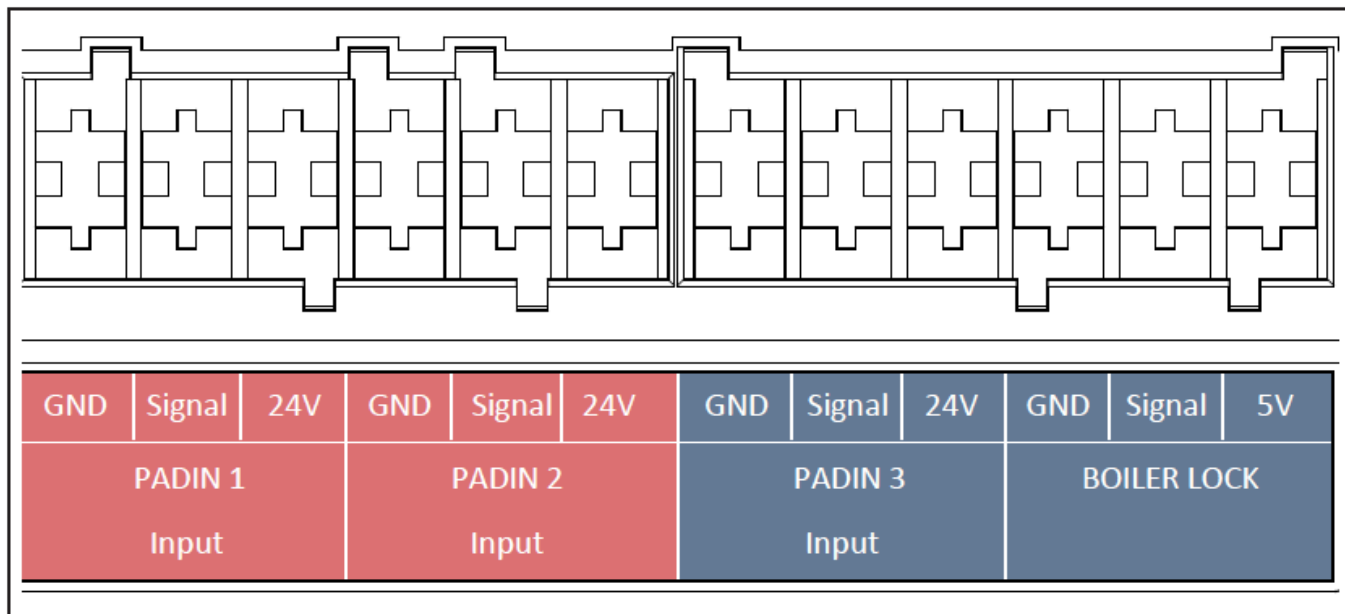 GND Signal 24V GND Signal 24V GND Signal 24V GND Signal 5V
PADIN 1 PADIN 2 PADIN 3 BOILER LOCK
Input Input Input